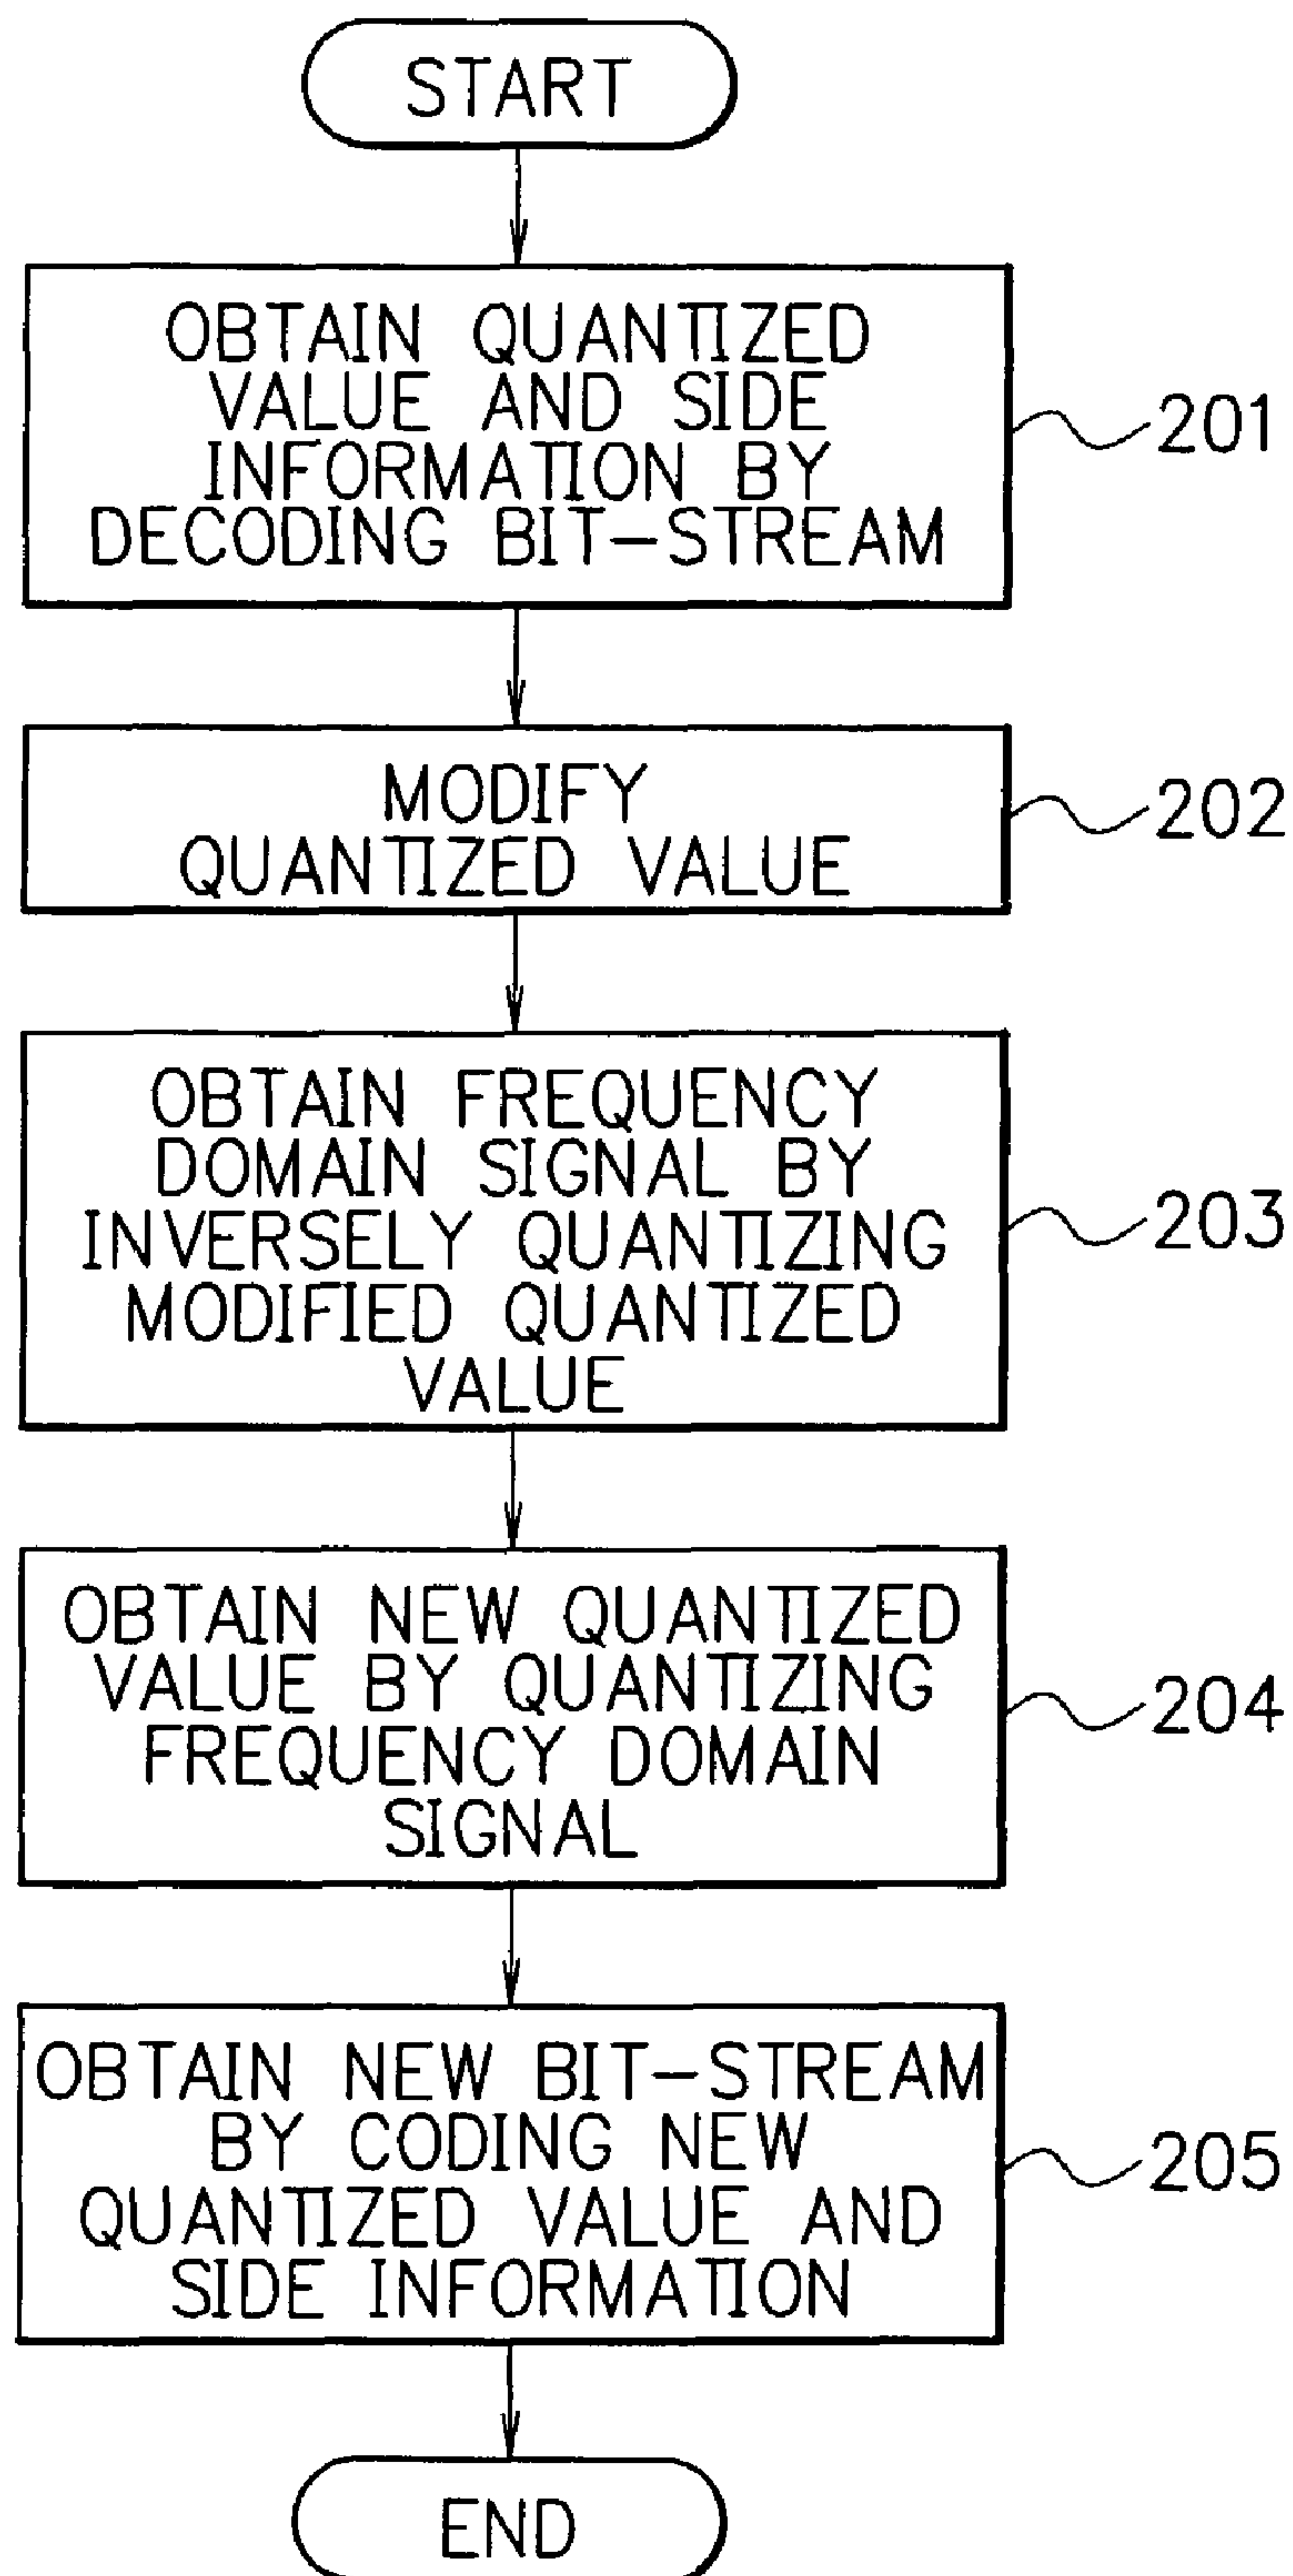 START
OBTAIN QUANTIZED
VALUE AND SIDE
INFORMATION BY
DECODING BIT-STREAM
201
MODIFY
QUANTIZED VALUE
202
OBTAIN FREQUENCY
DOMAIN SIGNAL BY
INVERSELY QUANTIZING
MODIFIED QUANTIZED
VALUE
203
OBTAIN NEW QUANTIZED
VALUE BY QUANTIZING
FREQUENCY DOMAIN
SIGNAL
204
OBTAIN NEW BIT-STREAM
BY CODING NEW
QUANTIZED VALUE AND
SIDE INFORMATION
205
END